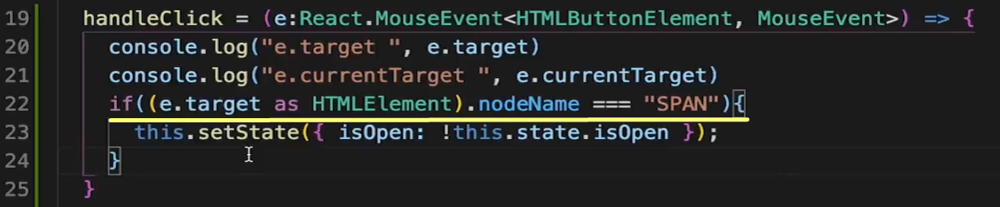 19 handleClick = (e:React.MouseEvent<HTMLButtonElement, MouseEvent>) => {
20 console.log("e.target ", e.target)
21 console.log("e.currentTarget ", e.currentTarget)
22 if((e.target as HTMLElement).nodeName === "SPAN"){
23 this.setState({ isOpen: !this.state.isOpen });
24 }
25 }